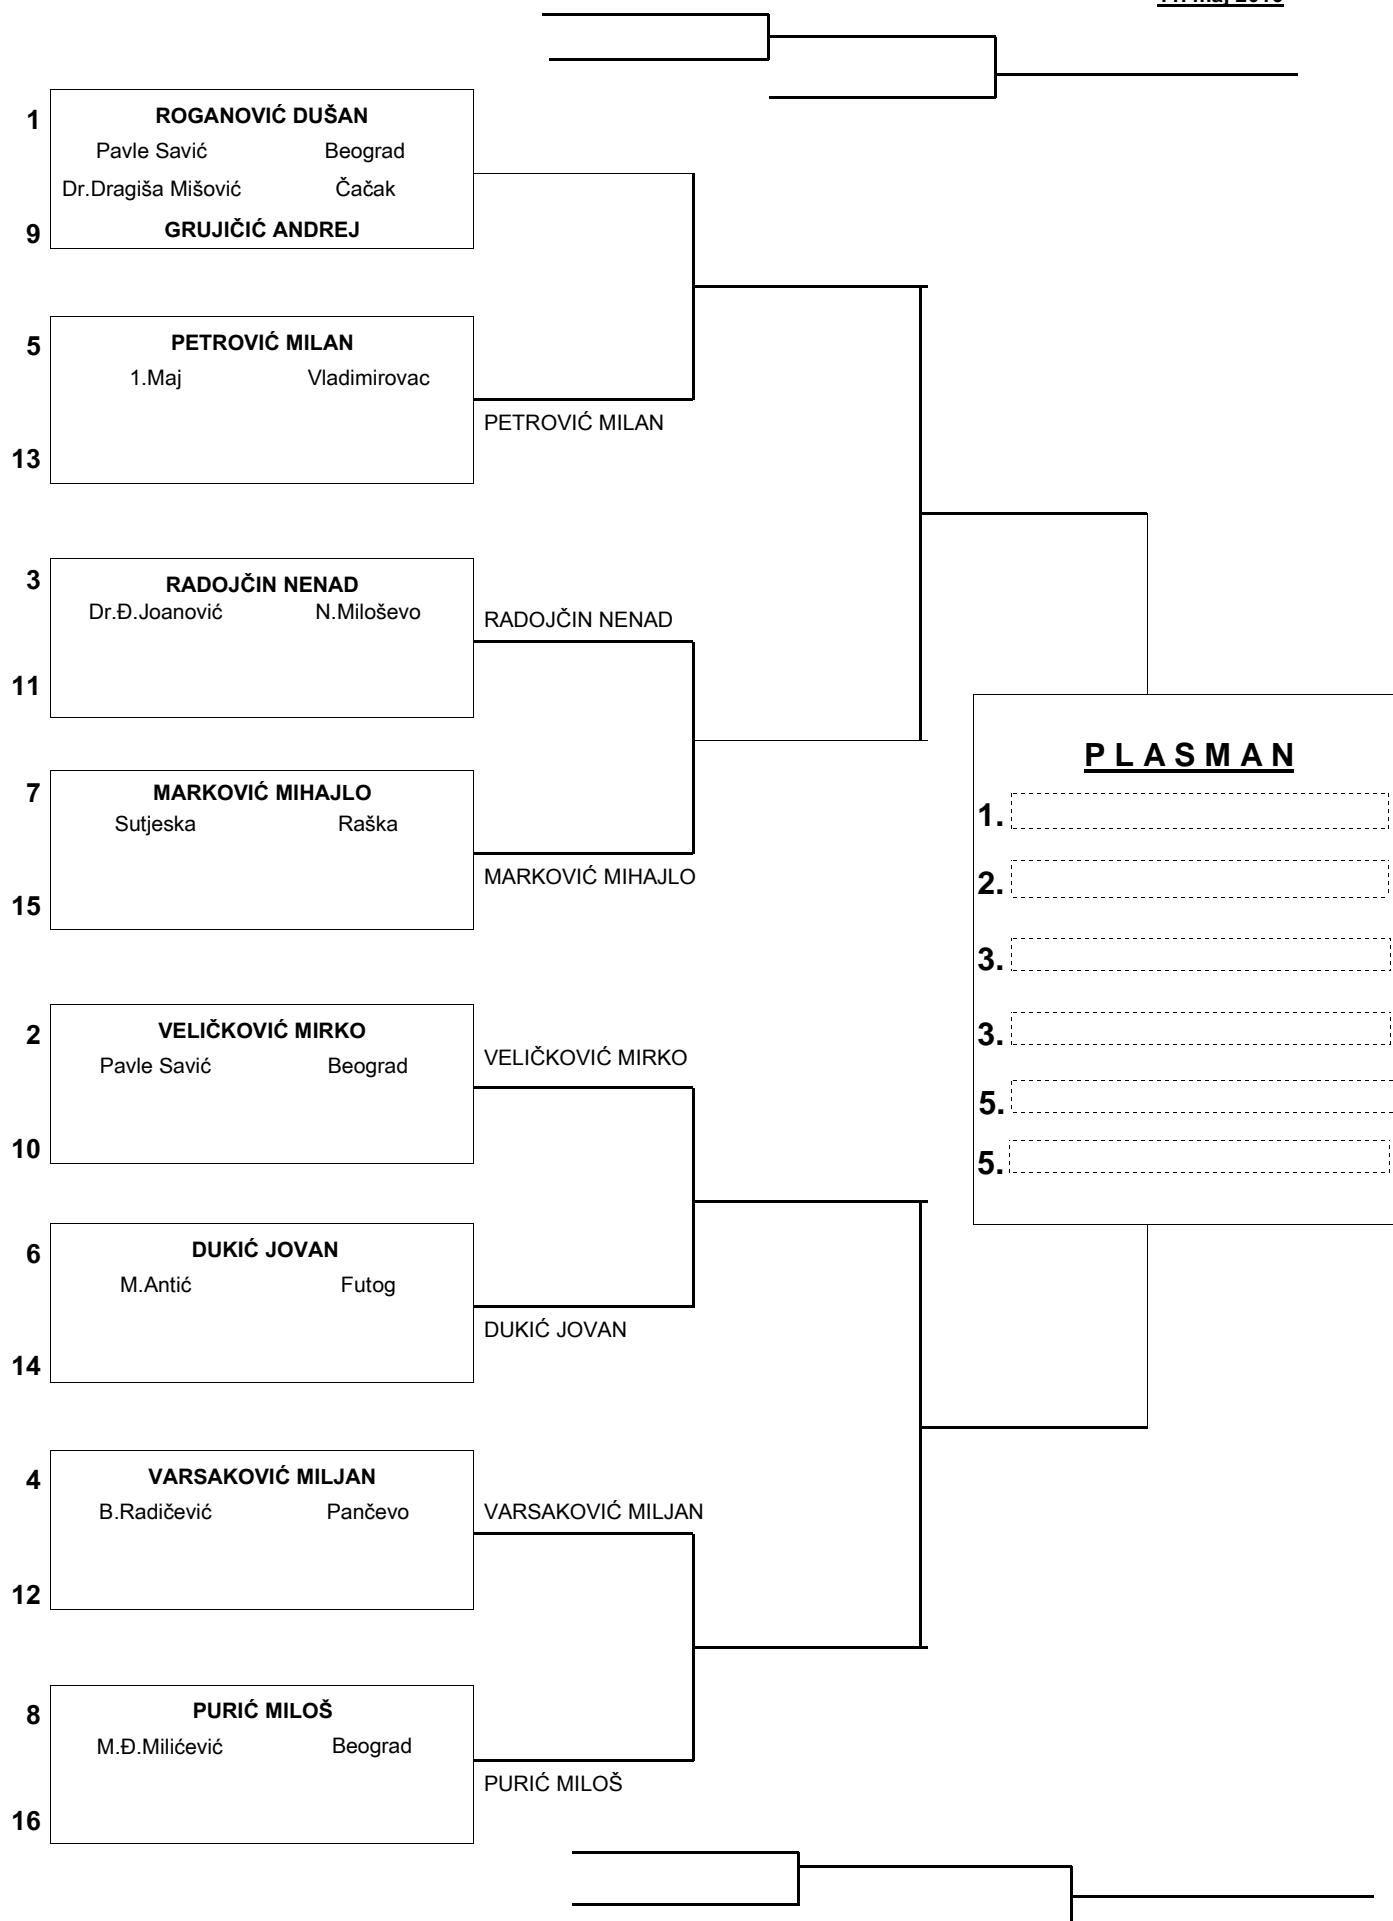 1 ROGANOVIĆ DUŠAN
Pavle Savić Beograd
Dr.Dragiša Mišović Čačak
9 GRUJIČIĆ ANDREJ
5 PETROVIĆ MILAN
1.Maj Vladimirovac
PETROVIĆ MILAN
13
3 RADOJČIN NENAD
Dr.Đ.Joanović N.Miloševo
RADOJČIN NENAD
11
PLASMAN
7 MARKOVIĆ MIHAJLO
1.
Sutjeska Raška
MARKOVIĆ MIHAJLO
2.
15
3.
2 VELIČKOVIĆ MIRKO
3.
VELIČKOVIĆ MIRKO
Pavle Savić Beograd
5.
10
5.
6 DUKIĆ JOVAN
M.Antić Futog
DUKIĆ JOVAN
14
4 VARSAKOVIĆ MILJAN
B.Radičević Pančevo
VARSAKOVIĆ MILJAN
12
8 PURIĆ MILOŠ
M.Đ.Milićević Beograd
PURIĆ MILOŠ
16